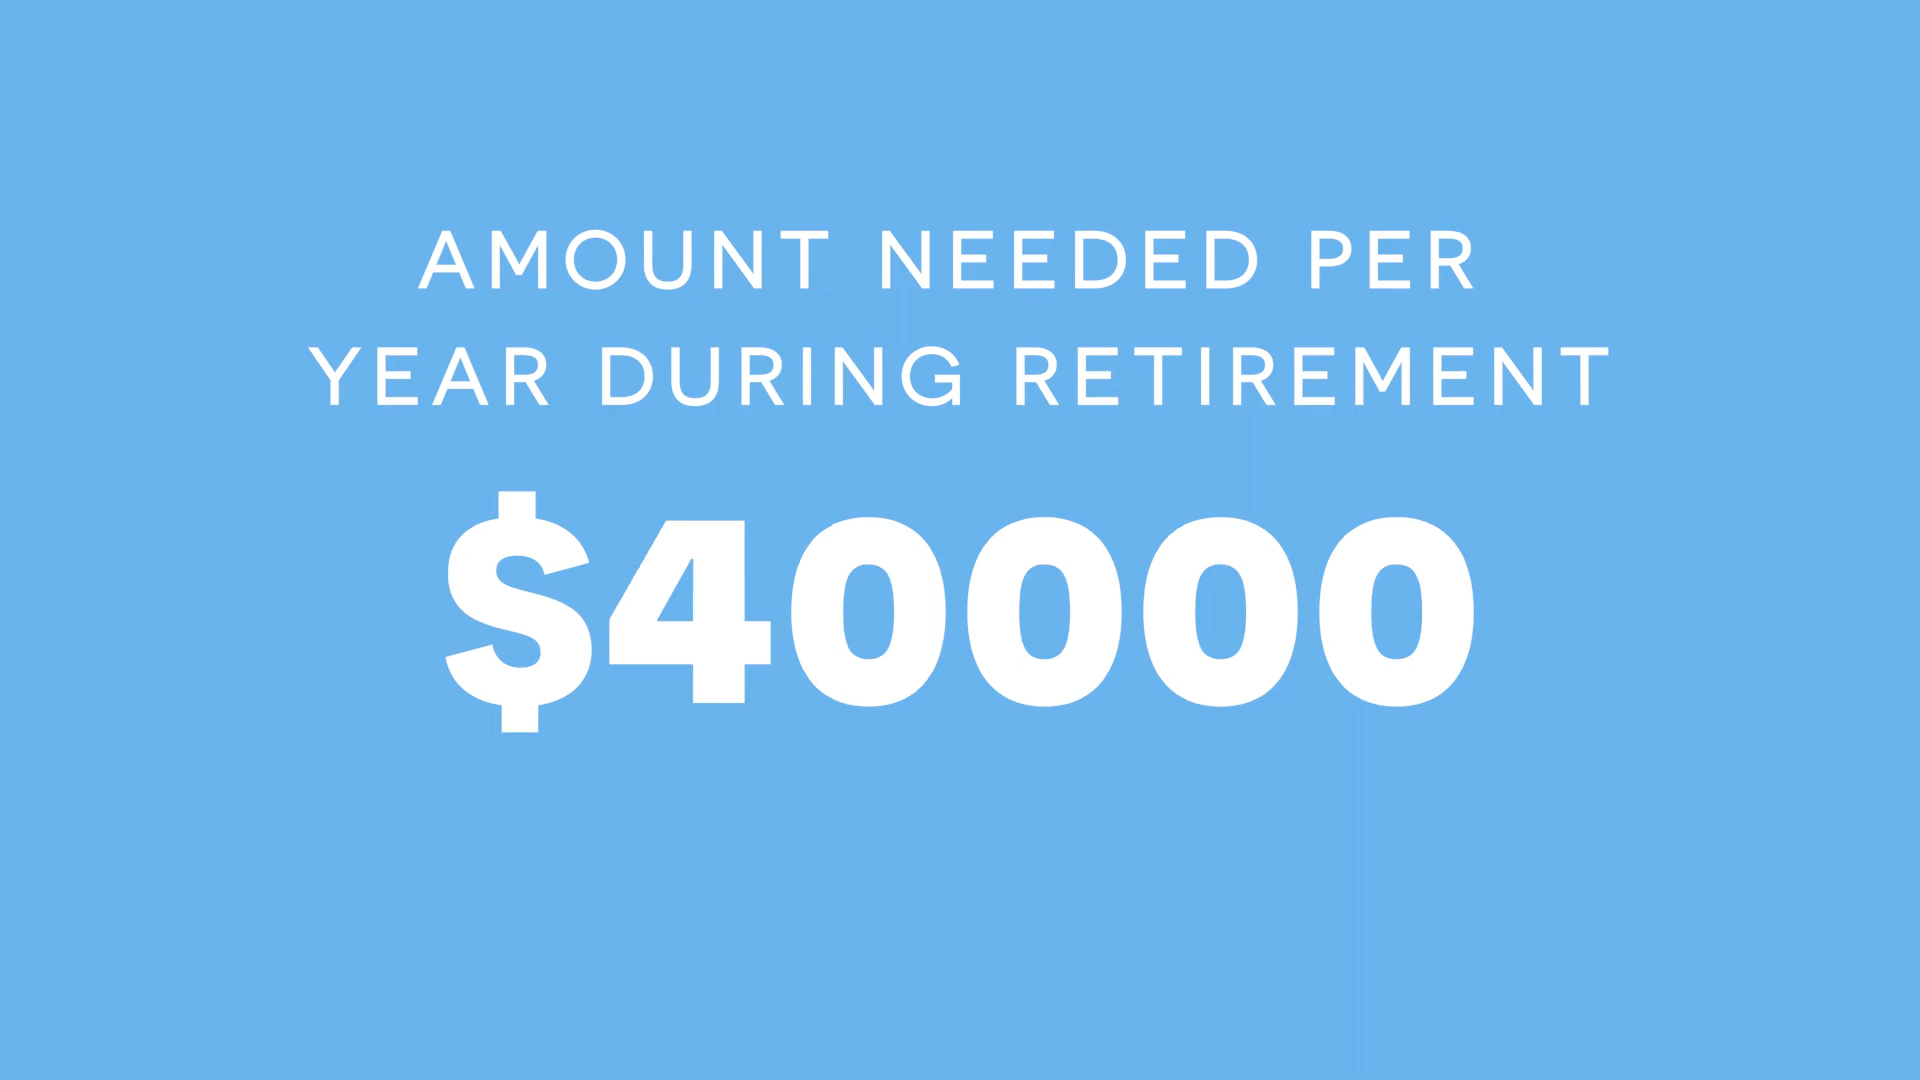 AMOUNT NEEDED PER
YEAR DURING RETIREMENT
$40000